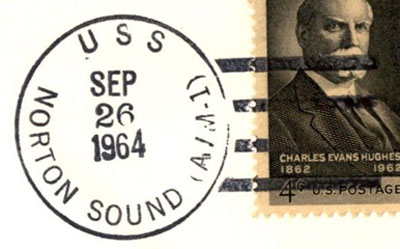 USS
NORTON SOUND (AVM-1)
SEP
26
1964
CHARLES EVANS HUGHES
1862 1962
4¢ U.S. POSTAGE